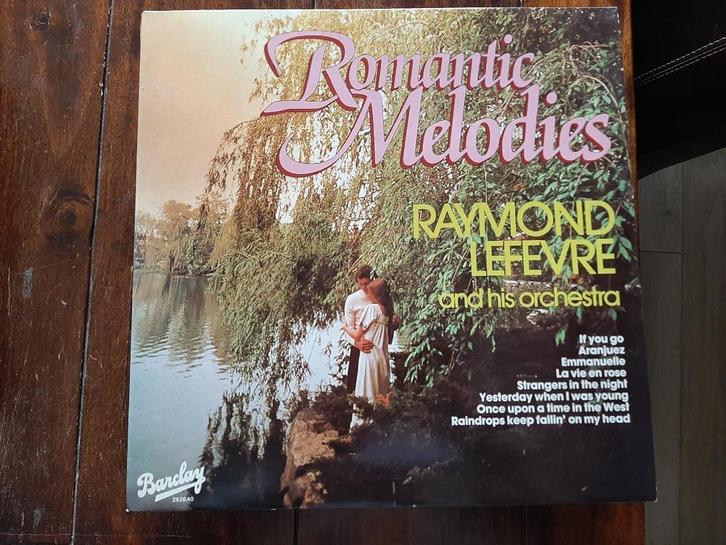 Romantic
Melodies
RAYMOND
LEFEVRE
and his orchestra
If you go
Aranjuez
Emmanuelle
La vie en rose
Strangers in the night
Yesterday when I was young
Once upon a time in the West
Raindrops keep fallin' on my head
Barclay
292640